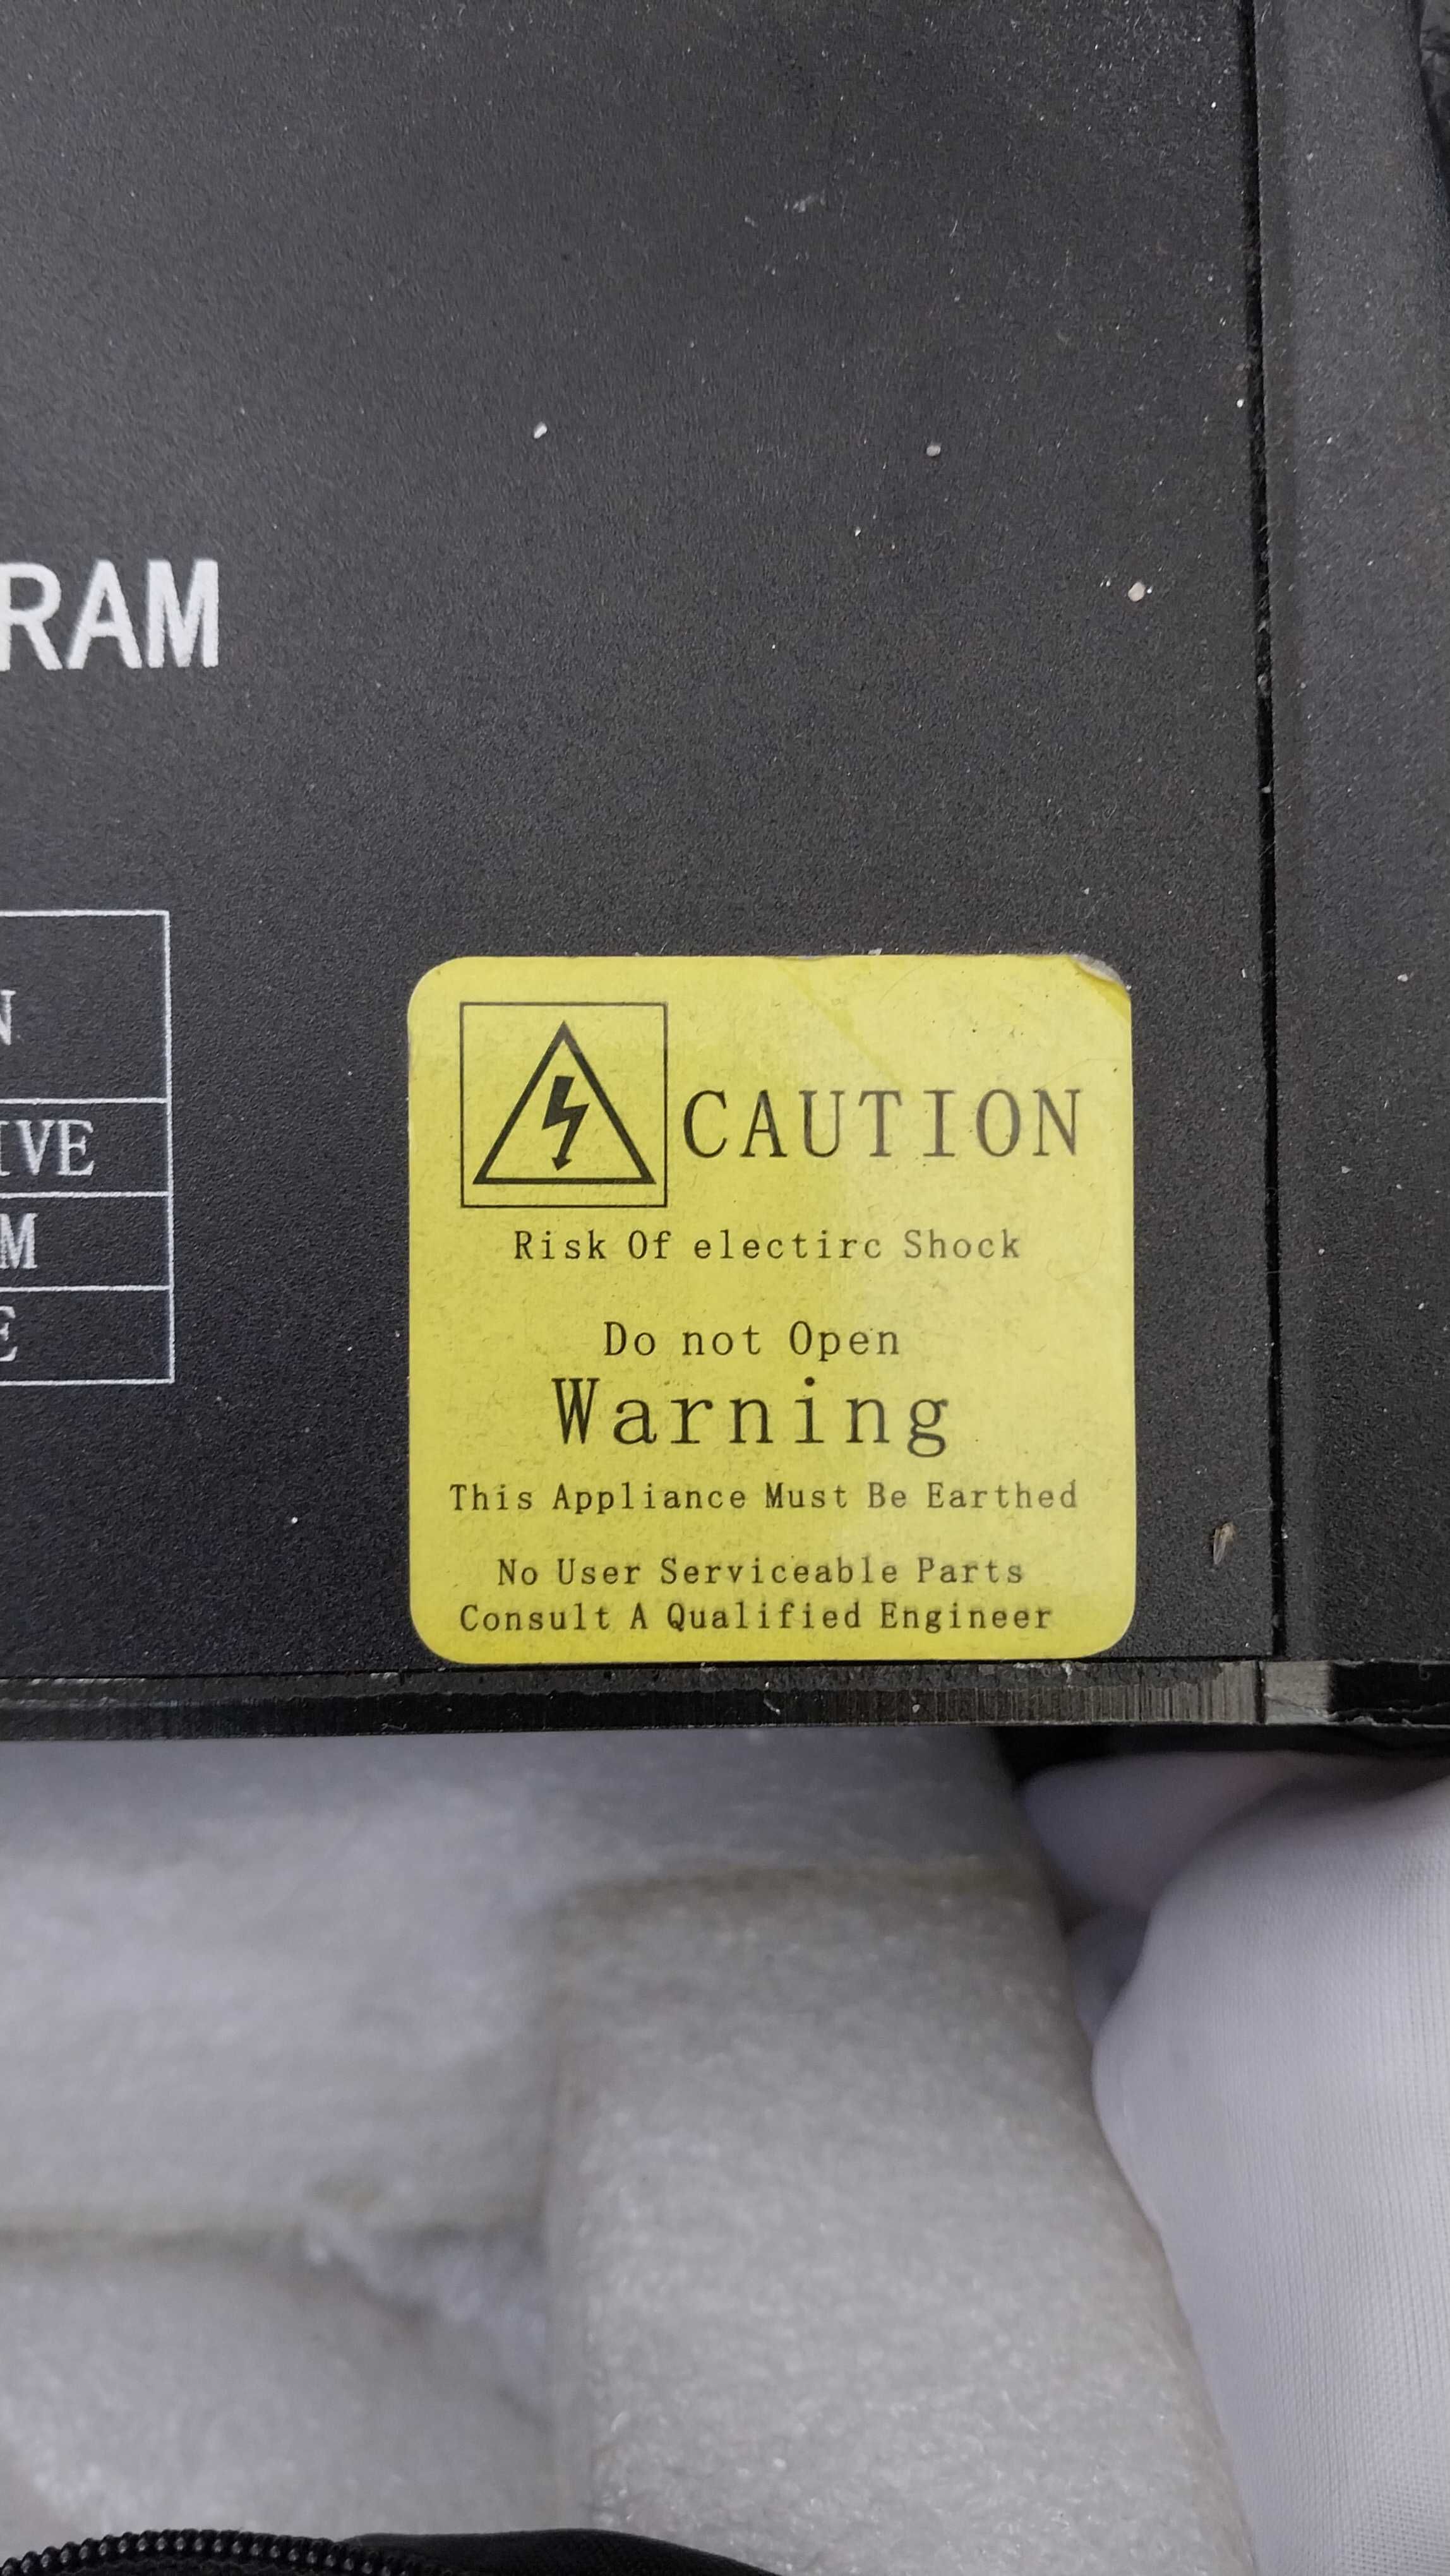 RAM
N
IVE
M
E
CAUTION
Risk Of electirc Shock
Do not Open
Warning
This Appliance Must Be Earthed
No User Serviceable Parts
Consult A Qualified Engineer